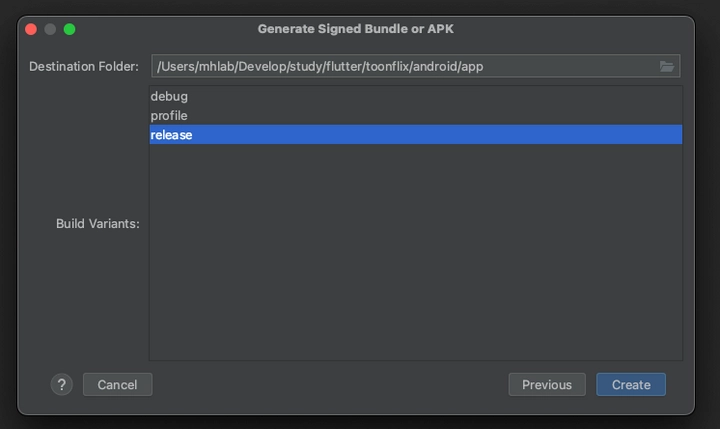 Generate Signed Bundle or APK
Destination Folder: /Users/mhlab/Develop/study/flutter/toonflix/android/app
debug
profile
release
Build Variants:
? Cancel Previous Create